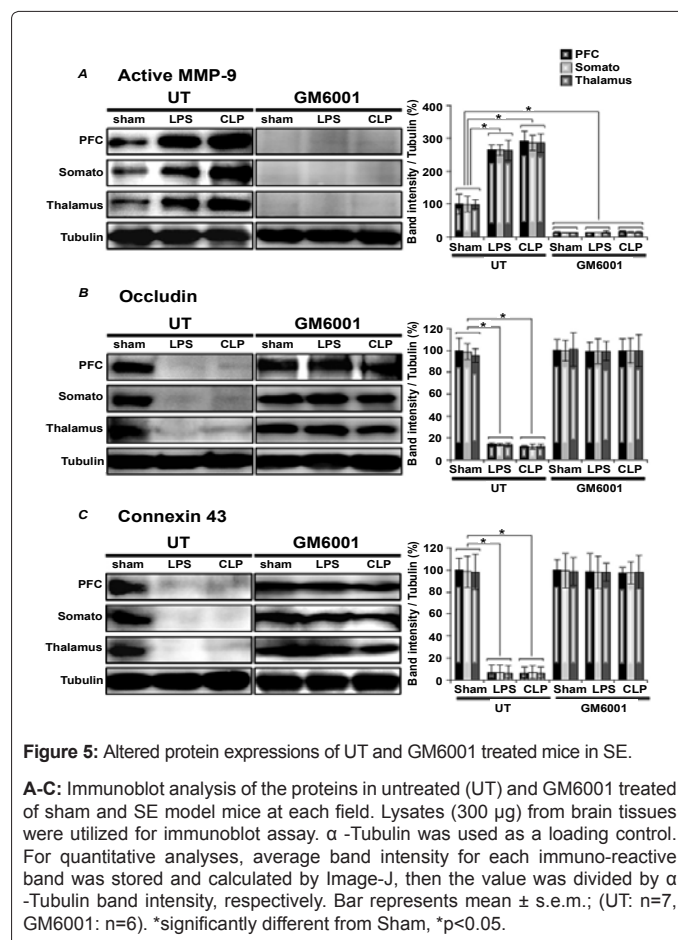 PFC
Somato
Thalamus
A Active MMP-9
UT GM6001
sham LPS CLP sham LPS CLP
PFC
Somato
Thalamus
Tubulin
Band intensity / Tubulin (%)
400
300
200
100
0
* * *
Sham LPS CLP Sham LPS CLP
UT GM6001
B Occludin
UT GM6001
sham LPS CLP sham LPS CLP
PFC
Somato
Thalamus
Tubulin
Band intensity / Tubulin (%)
120
100
80
60
40
20
0
* *
Sham LPS CLP Sham LPS CLP
UT GM6001
C Connexin 43
UT GM6001
sham LPS CLP sham LPS CLP
PFC
Somato
Thalamus
Tubulin
Band intensity / Tubulin (%)
120
100
80
60
40
20
0
* *
Sham LPS CLP Sham LPS CLP
UT GM6001
Figure 5: Altered protein expressions of UT and GM6001 treated mice in SE.
A-C: Immunoblot analysis of the proteins in untreated (UT) and GM6001 treated
of sham and SE model mice at each field. Lysates (300 μg) from brain tissues
were utilized for immunoblot assay. α -Tubulin was used as a loading control.
For quantitative analyses, average band intensity for each immuno-reactive
band was stored and calculated by Image-J, then the value was divided by α
-Tubulin band intensity, respectively. Bar represents mean ± s.e.m.; (UT: n=7,
GM6001: n=6). *significantly different from Sham, *p<0.05.